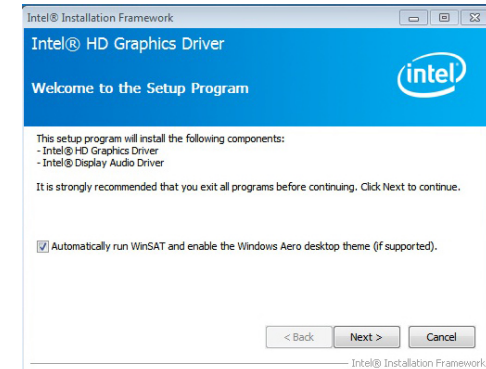 Intel® Installation Framework
Intel® HD Graphics Driver
Welcome to the Setup Program
(intel)
This setup program will install the following components:
- Intel® HD Graphics Driver
- Intel® Display Audio Driver
It is strongly recommended that you exit all programs before continuing. Click Next to continue.
Automatically run WinSAT and enable the Windows Aero desktop theme (if supported).
< Back Next > Cancel
Intel® Installation Framework